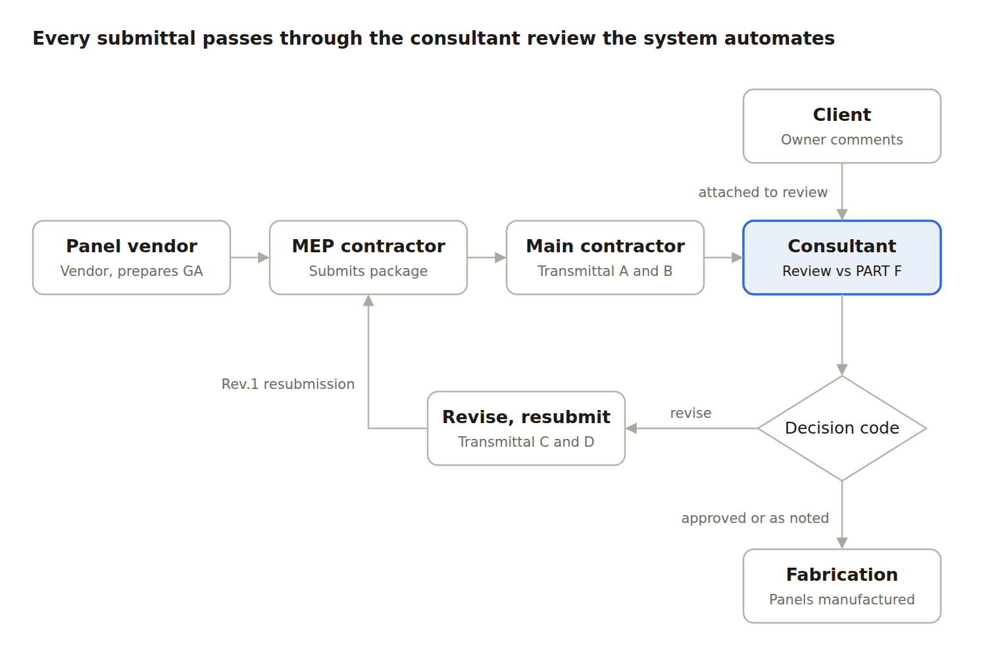 Every submittal passes through the consultant review the system automates
Client
Owner comments
attached to review
Panel vendor
Vendor, prepares GA
MEP contractor
Submits package
Main contractor
Transmittal A and B
Consultant
Review vs PART F
Rev.1 resubmission
Revise, resubmit
Transmittal C and D
revise
Decision code
approved or as noted
Fabrication
Panels manufactured